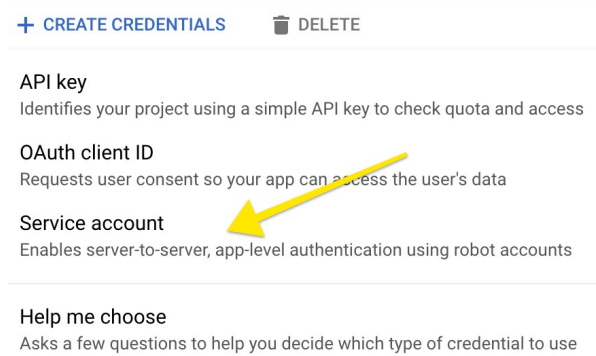 + CREATE CREDENTIALS DELETE
API key
Identifies your project using a simple API key to check quota and access
OAuth client ID
Requests user consent so your app can access the user's data
Service account
Enables server-to-server, app-level authentication using robot accounts
Help me choose
Asks a few questions to help you decide which type of credential to use